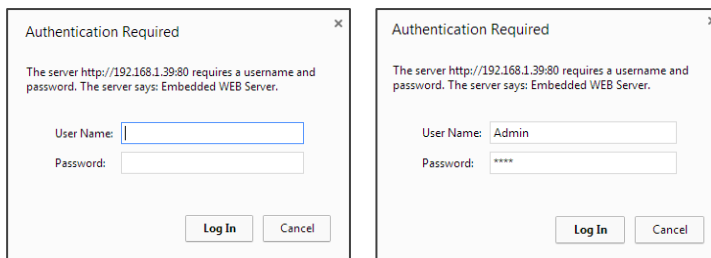 Authentication Required
The server http://192.168.1.39:80 requires a username and
password. The server says: Embedded WEB Server.
User Name:
Password:
Log In Cancel
Authentication Required
The server http://192.168.1.39:80 requires a username and
password. The server says: Embedded WEB Server.
User Name: Admin
Password: ****
Log In Cancel